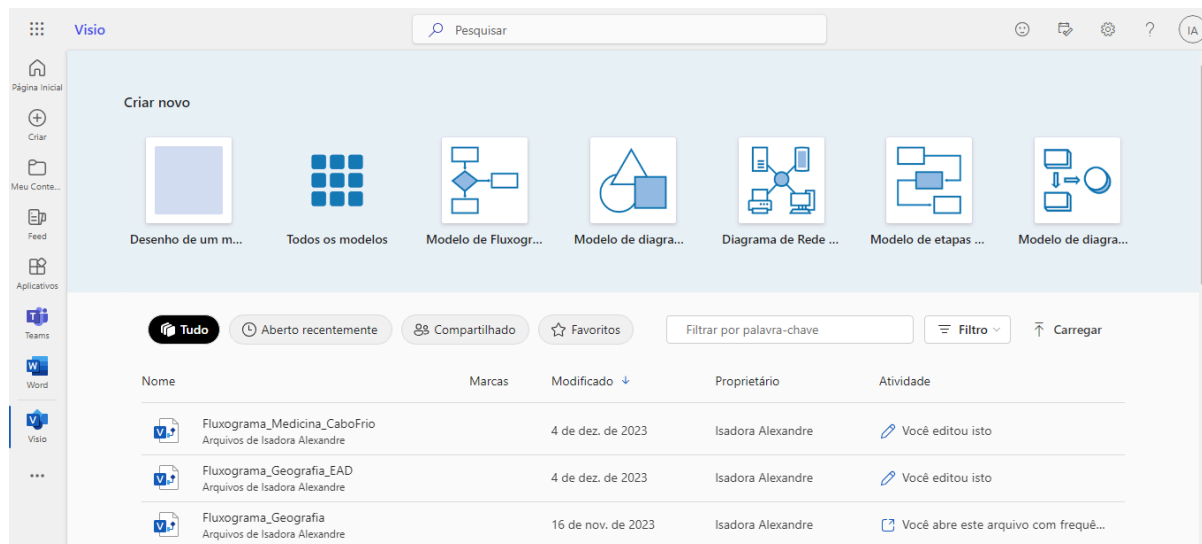 Visio
Pesquisar
IA
Página Inicial
Criar
Meu Conte...
Feed
Aplicativos
Teams
Word
Visio
Criar novo
Desenho de um m...
Todos os modelos
Modelo de Fluxogr...
Modelo de diagra...
Diagrama de Rede ...
Modelo de etapas ...
Modelo de diagra...
Tudo
Aberto recentemente
Compartilhado
Favoritos
Filtrar por palavra-chave
Filtro
Carregar
Nome Marcas Modificado Proprietário Atividade
Fluxograma_Medicina_CaboFrio
Arquivos de Isadora Alexandre
4 de dez. de 2023 Isadora Alexandre Você editou isto
Fluxograma_Geografia_EAD
Arquivos de Isadora Alexandre
4 de dez. de 2023 Isadora Alexandre Você editou isto
Fluxograma_Geografia
Arquivos de Isadora Alexandre
16 de nov. de 2023 Isadora Alexandre Você abre este arquivo com frequê...